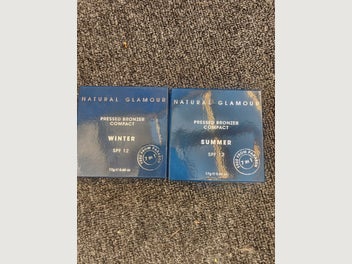 NATURAL GLAMOUR
PRESSED BRONZER
COMPACT
WINTER
SPF 12
NATURAL GLAMOUR
PRESSED BRONZER
COMPACT
SUMMER
SPF 12